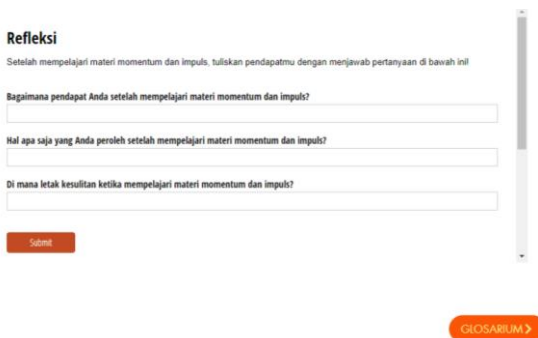 Refleksi
Setelah mempelajari materi momentum dan impuls, tuliskan pendapatmu dengan menjawab pertanyaan di bawah ini!
Bagaimana pendapat Anda setelah mempelajari materi momentum dan impuls?
Hal apa saja yang Anda peroleh setelah mempelajari materi momentum dan impuls?
Di mana letak kesulitan ketika mempelajari materi momentum dan impuls?
Submit
GLOSARIUM